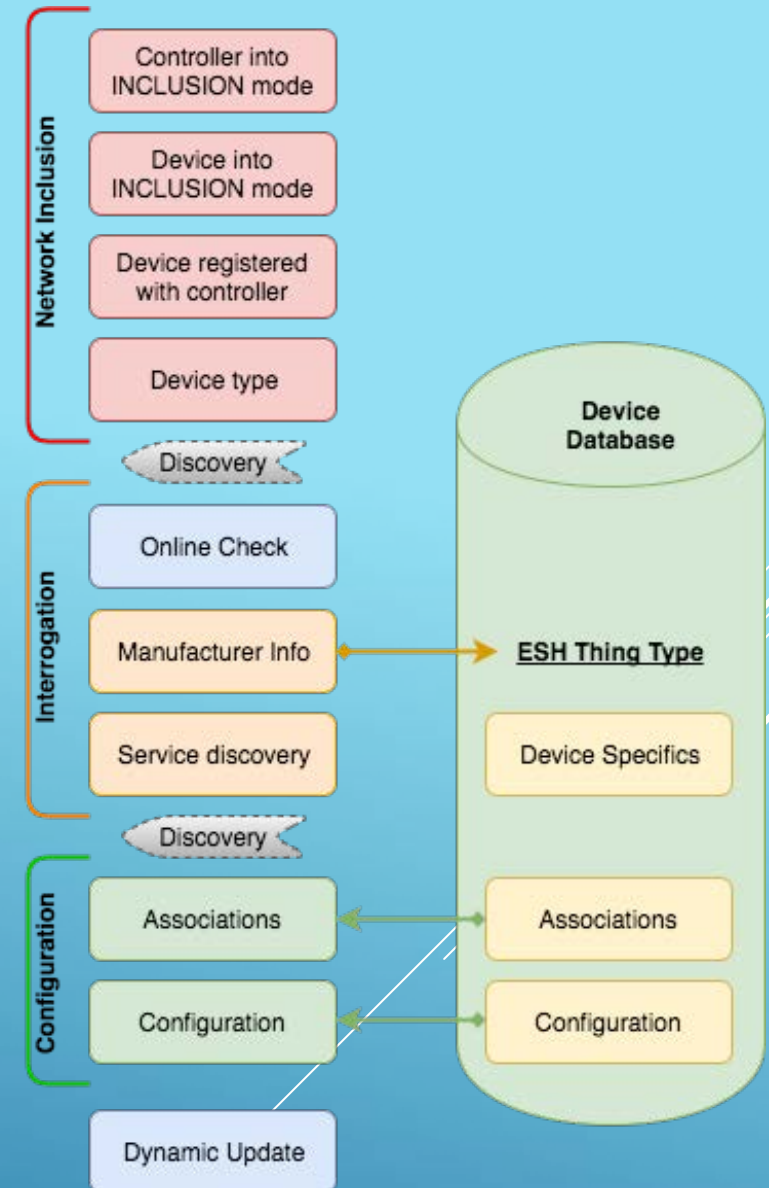 Network Inclusion
Controller into
INCLUSION mode
Device into
INCLUSION mode
Device registered
with controller
Device type
Discovery
Interrogation
Online Check
Manufacturer Info
Service discovery
Discovery
Configuration
Associations
Configuration
Dynamic Update
Device
Database
ESH Thing Type
Device Specifics
Associations
Configuration